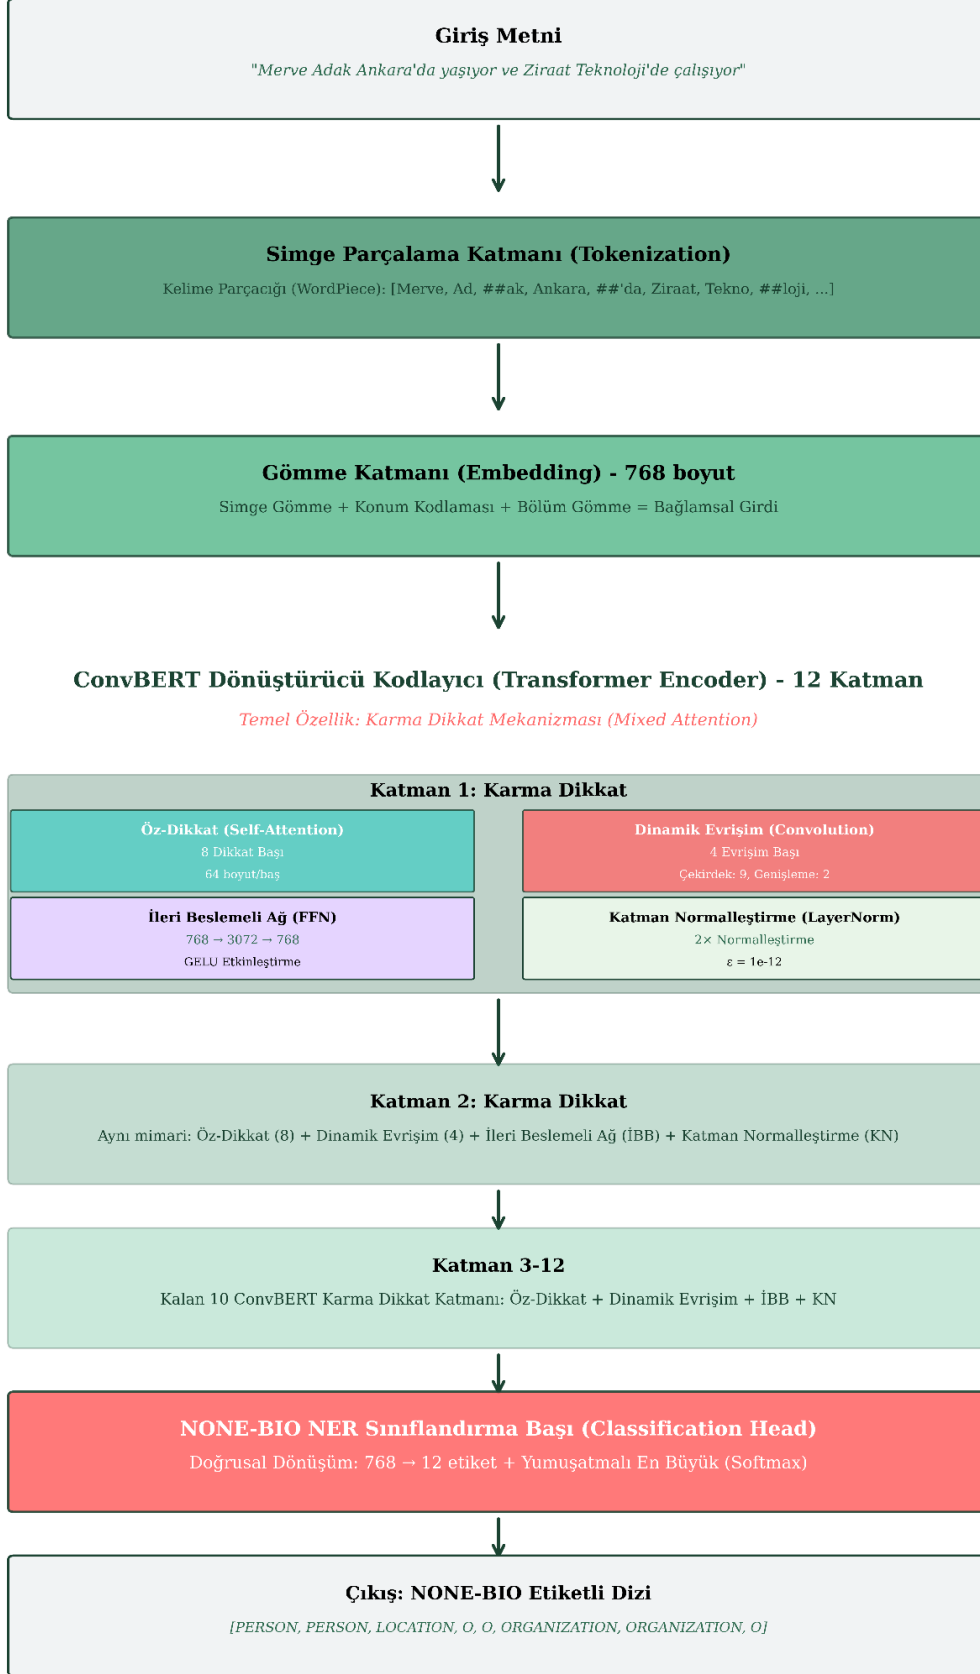 Giriş Metni
"Merve Adak Ankara'da yaşıyor ve Ziraat Teknoloji'de çalışıyor"
Simge Parçalama Katmanı (Tokenization)
Kelime Parçacığı (WordPiece): [Merve, Ad, ##ak, Ankara, ##'da, Ziraat, Tekno, ##loji, ...]
Gömme Katmanı (Embedding) - 768 boyut
Simge Gömme + Konum Kodlaması + Bölüm Gömme = Bağlamsal Girdi
ConvBERT Dönüştürücü Kodlayıcı (Transformer Encoder) - 12 Katman
Temel Özellik: Karma Dikkat Mekanizması (Mixed Attention)
Katman 1: Karma Dikkat
Öz-Dikkat (Self-Attention)
8 Dikkat Başı
64 boyut/baş
Dinamik Evrişim (Convolution)
4 Evrişim Başı
Çekirdek: 9, Genişleme: 2
İleri Beslemeli Ağ (FFN)
768 → 3072 → 768
GELU Etkinleştirme
Katman Normalleştirme (LayerNorm)
2× Normalleştirme
ε = 1e-12
Katman 2: Karma Dikkat
Aynı mimari: Öz-Dikkat (8) + Dinamik Evrişim (4) + İleri Beslemeli Ağ (İBB) + Katman Normalleştirme (KN)
Katman 3-12
Kalan 10 ConvBERT Karma Dikkat Katmanı: Öz-Dikkat + Dinamik Evrişim + İBB + KN
NONE-BIO NER Sınıflandırma Başı (Classification Head)
Doğrusal Dönüşüm: 768 → 12 etiket + Yumuşatmalı En Büyük (Softmax)
Çıkış: NONE-BIO Etiketli Dizi
[PERSON, PERSON, LOCATION, O, O, ORGANIZATION, ORGANIZATION, O]